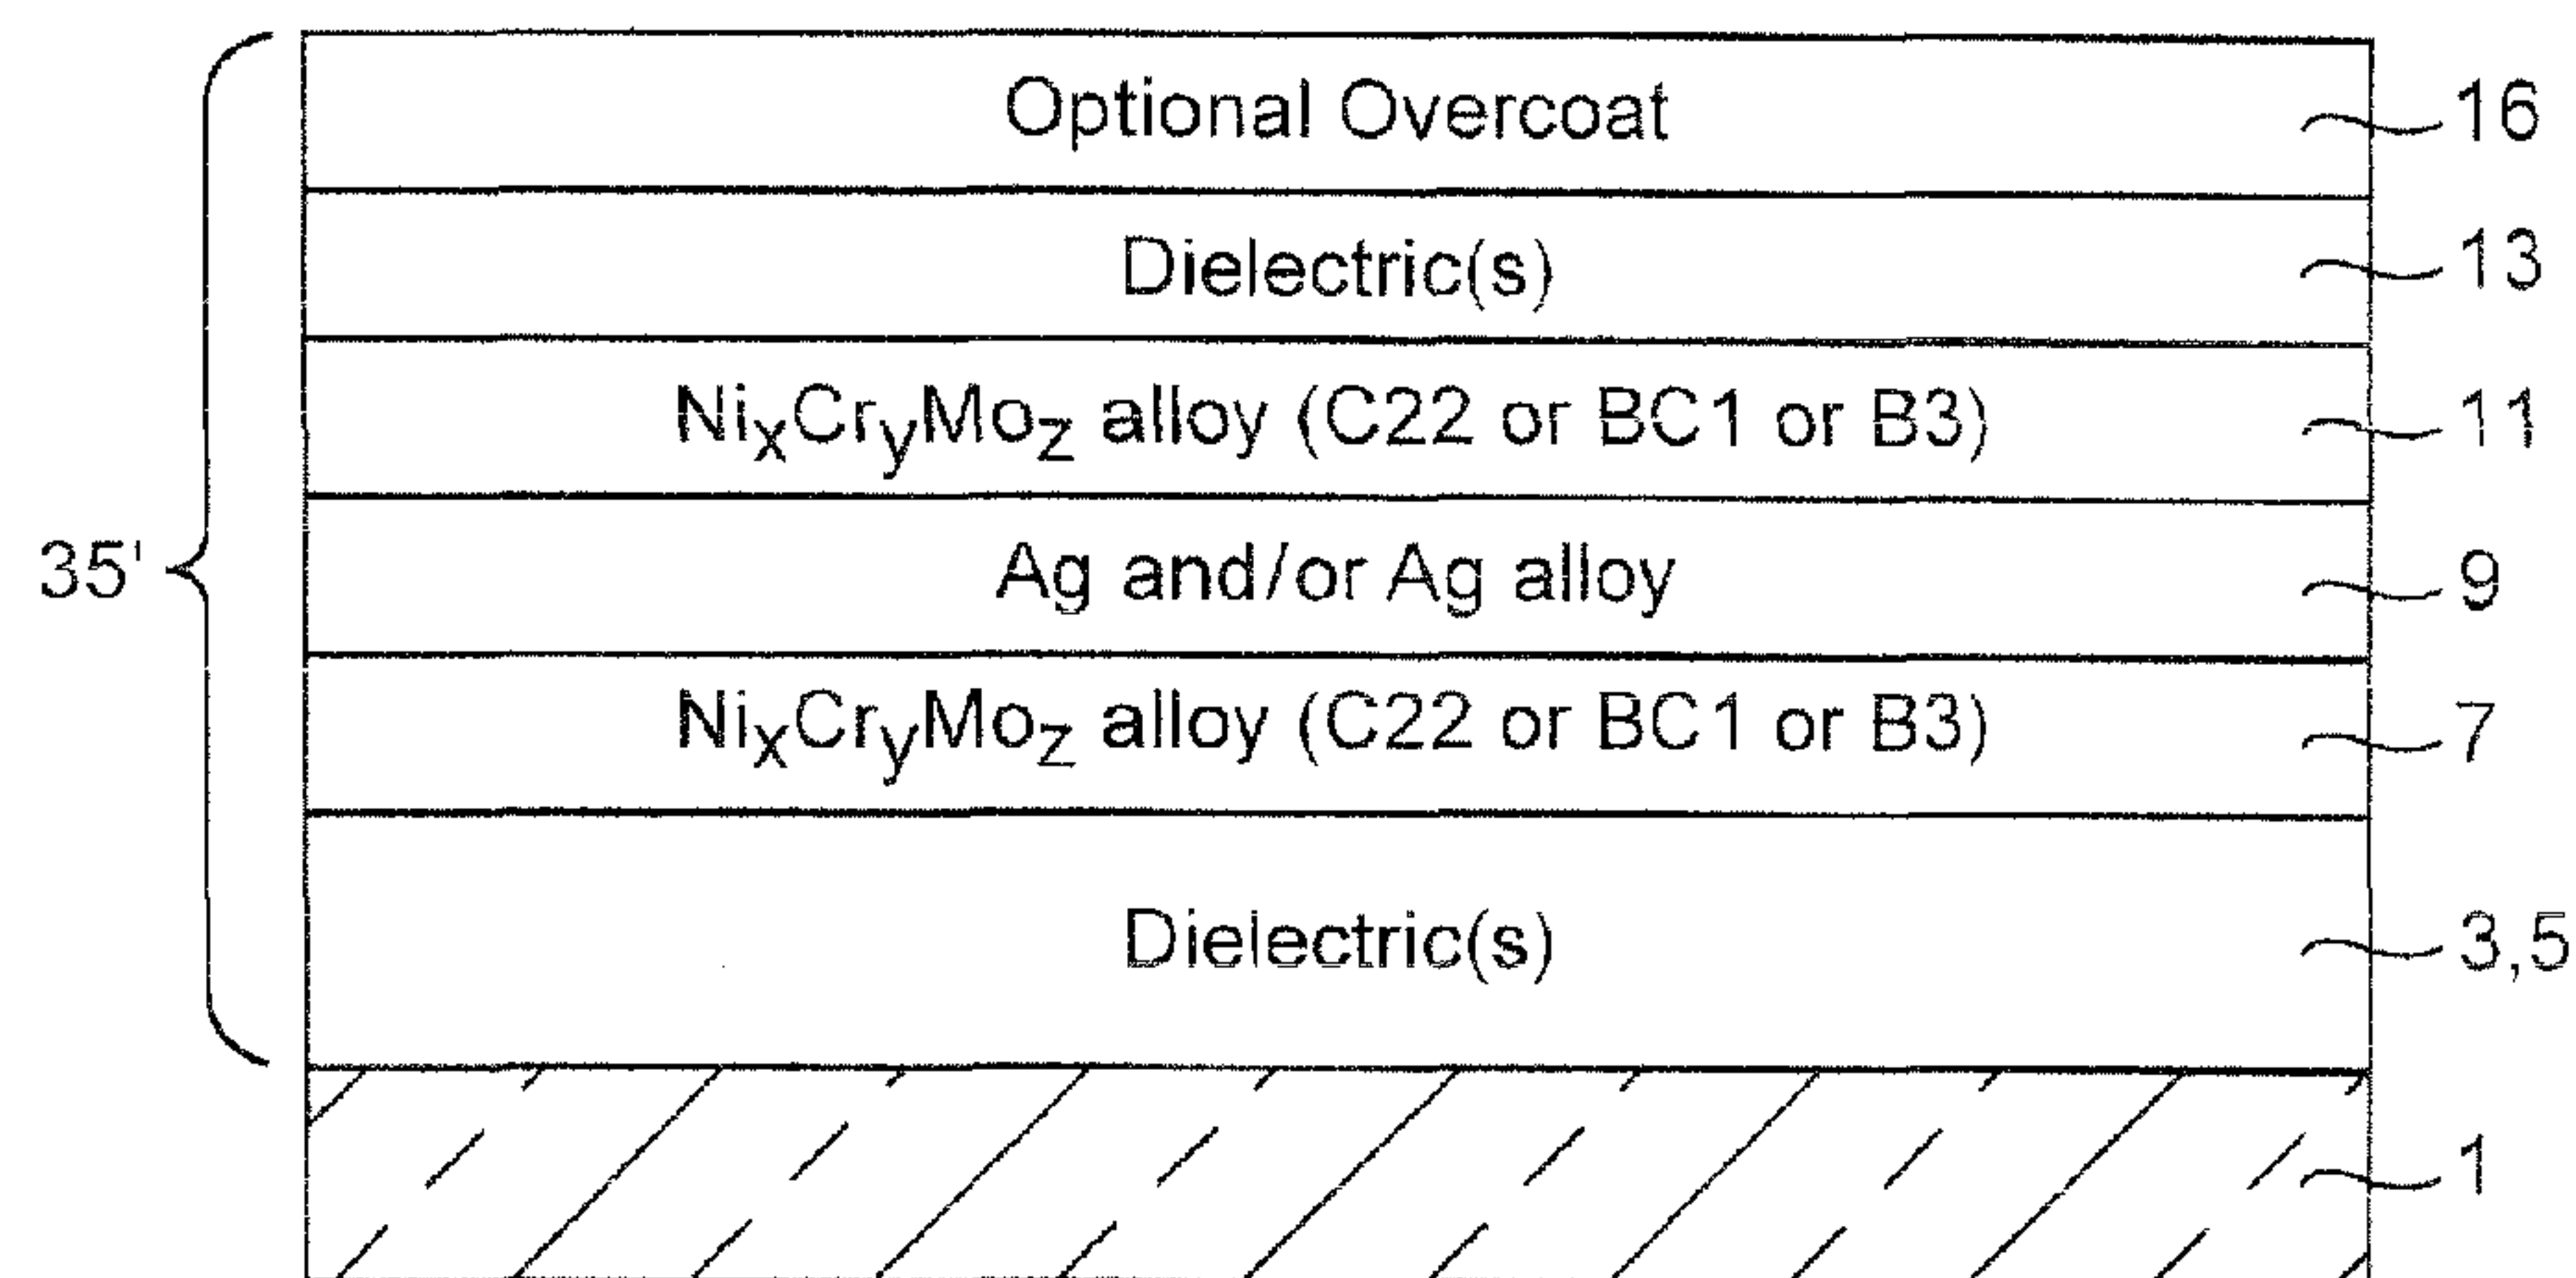 Optional Overcoat 16
Dielectric(s) 13
NixCryMoz alloy (C22 or BC1 or B3) 11
35' Ag and/or Ag alloy 9
NixCryMoz alloy (C22 or BC1 or B3) 7
Dielectric(s) 3,5
1